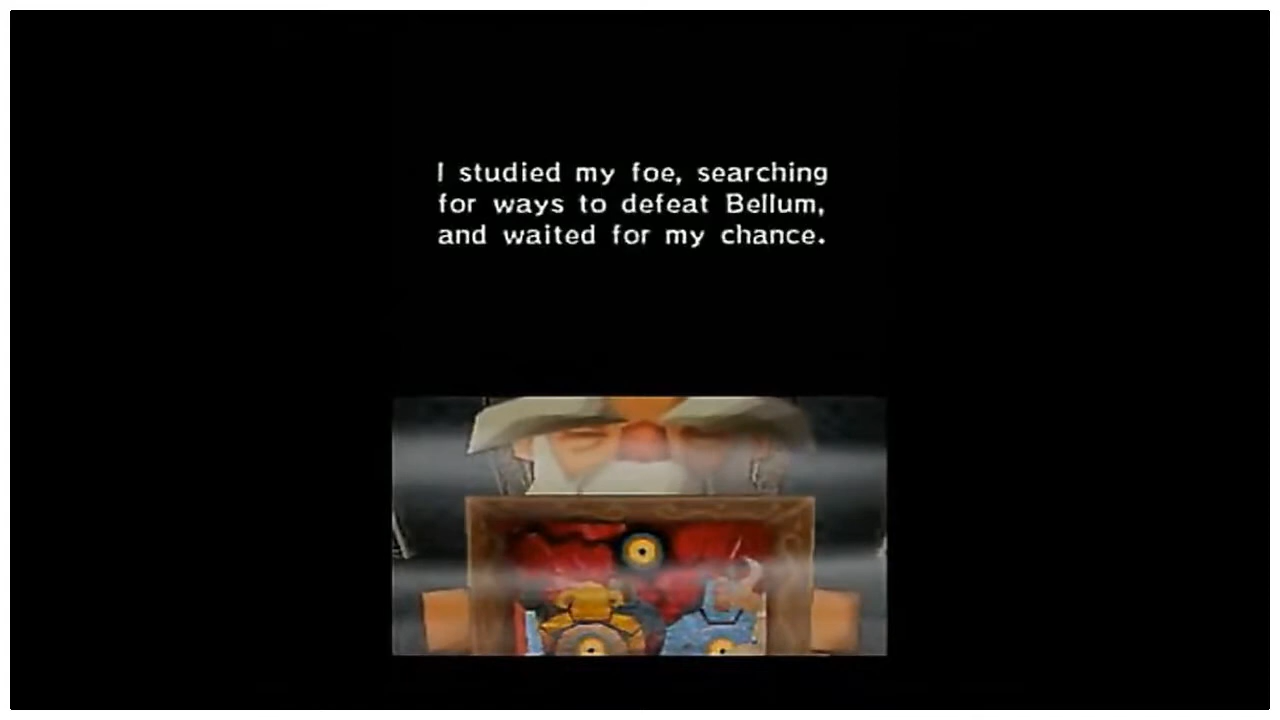 I studied my foe, searching
for ways to defeat Bellum,
and waited for my chance.